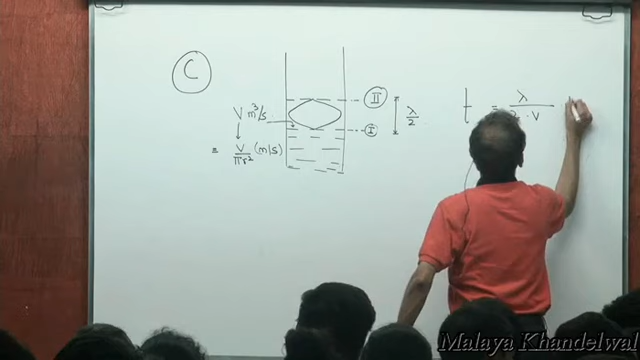 C
V m³/s
≡ V/πr² (m/s)
II
I
λ/2
t = λ/2·V
Malaya Khandelwal